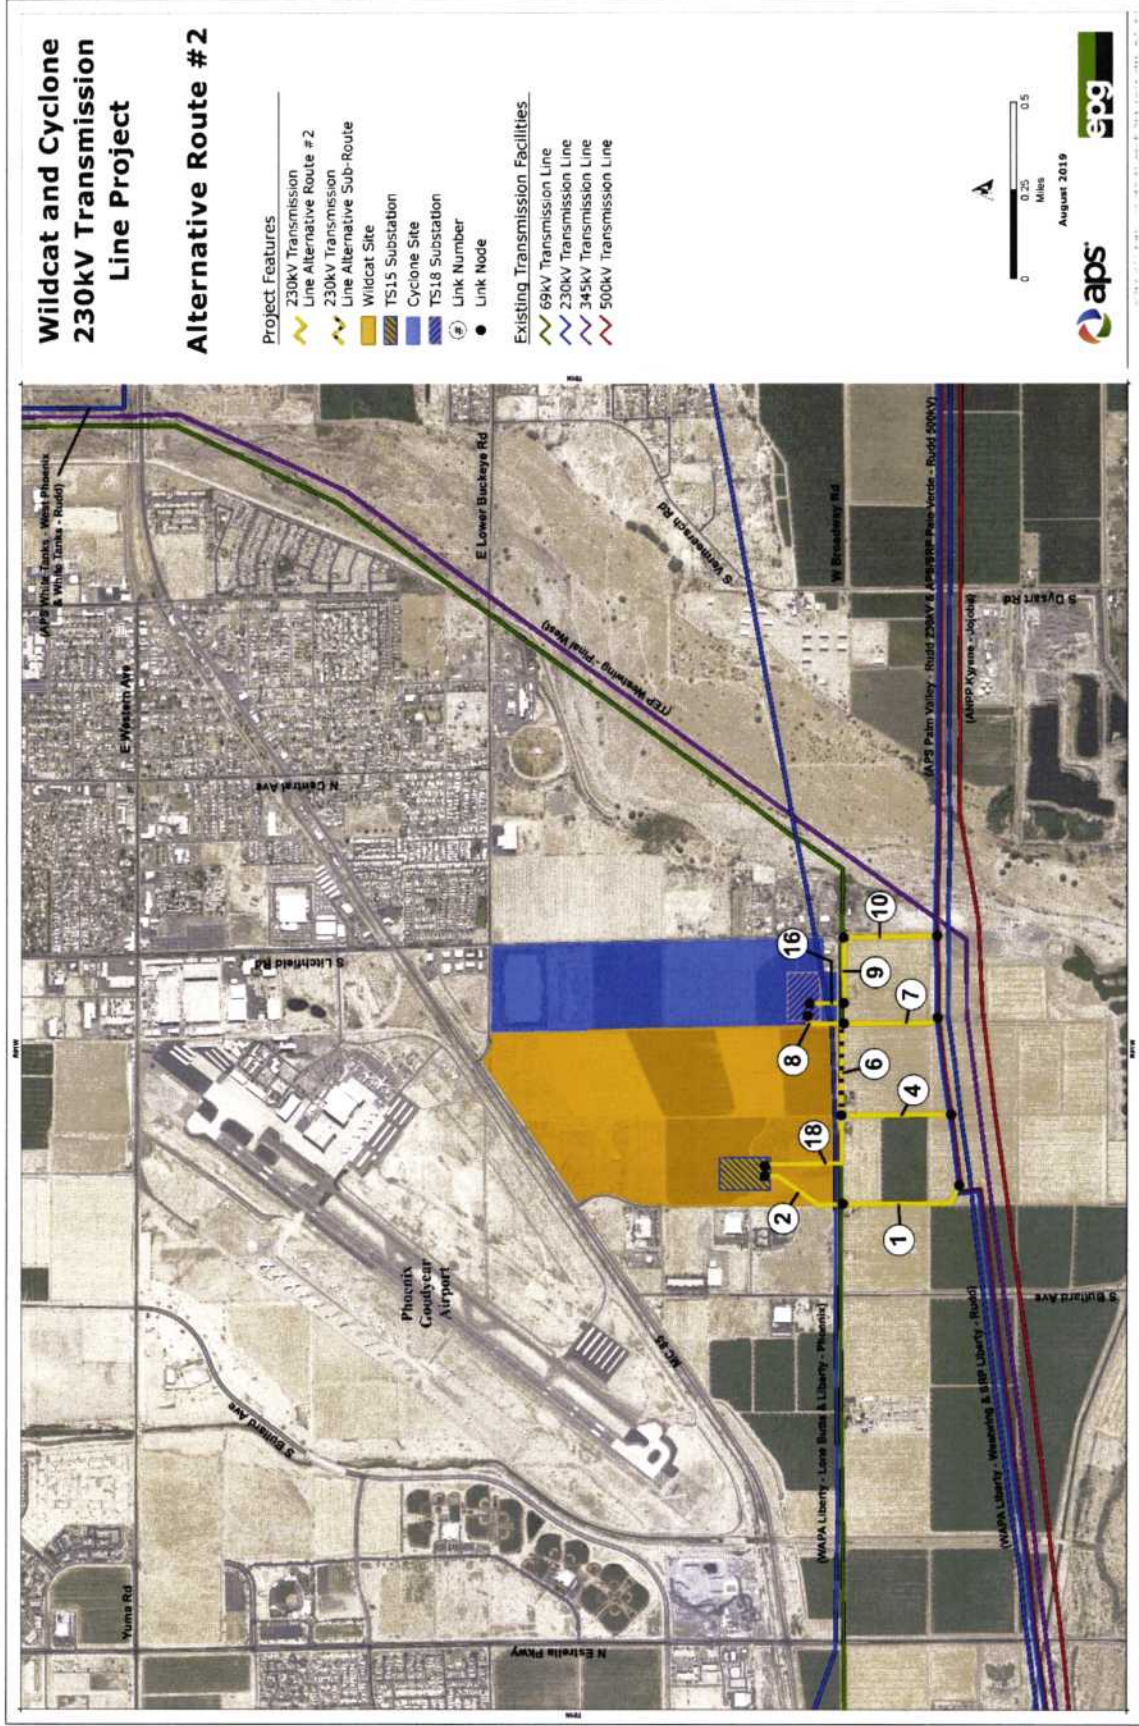 Wildcat and Cyclone
230kV Transmission
Line Project
Alternative Route #2
Project Features
230kV Transmission
Line Alternative Route #2
230kV Transmission
Line Alternative Sub-Route
Wildcat Site
TS15 Substation
Cyclone Site
TS18 Substation
#
Link Number
Link Node
Existing Transmission Facilities
69kV Transmission Line
230kV Transmission Line
345kV Transmission Line
500kV Transmission Line
0
0.25
0.5
Miles
August 2019
aps
epg
(APS White Tanks - West Phoenix
& White Tanks - Rudd)
E Western Ave
Yuma Rd
N Central Ave
S Litchfield Rd
E Lower Buckeye Rd
S Vermeersch Rd
W Broadway Rd
S Dysart Rd
(TEP Westwing - Pinal West)
(APS Palm Valley - Rudd 230kV & APS/SRP Palo Verde - Rudd 500kV)
(ANPP Kyrene - Jojoba)
Phoenix
Goodyear
Airport
MC 85
S Bullard Ave
S Bullard Ave
N Estrella Pkwy
(WAPA Liberty - Lone Butte & Liberty - Phoenix)
(WAPA Liberty - Westwing & SRP Liberty - Rudd)
16
10
9
7
8
6
4
18
2
1